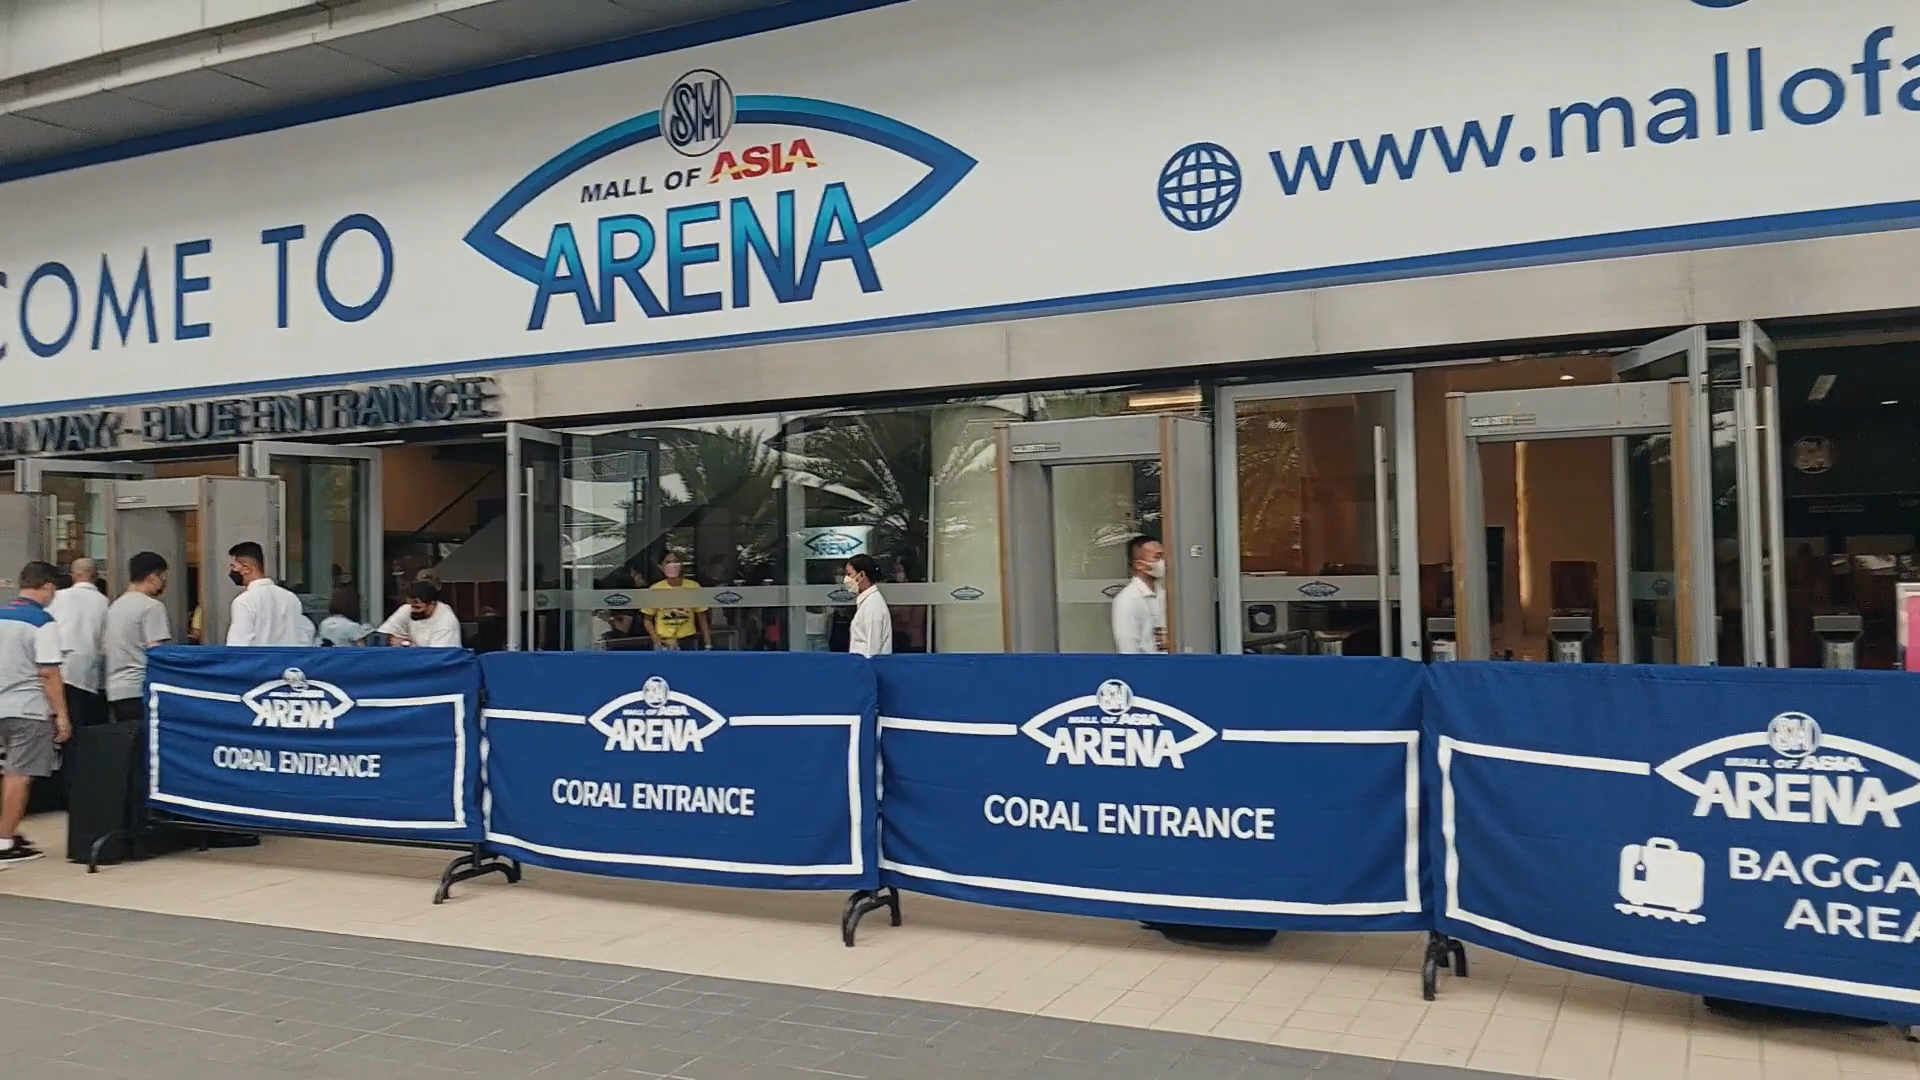 COME TO
SM
MALL OF ASIA
ARENA
www.mallofa
WAY - BLUE ENTRANCE
ARENA
SM
MALL OF ASIA
ARENA
CORAL ENTRANCE
SM
MALL OF ASIA
ARENA
CORAL ENTRANCE
SM
MALL OF ASIA
ARENA
CORAL ENTRANCE
SM
MALL OF ASIA
ARENA
BAGGA
AREA